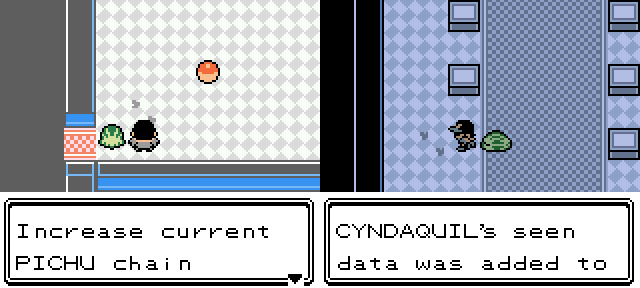 Increase current
PICHU chain
CYNDAQUIL's seen
data was added to